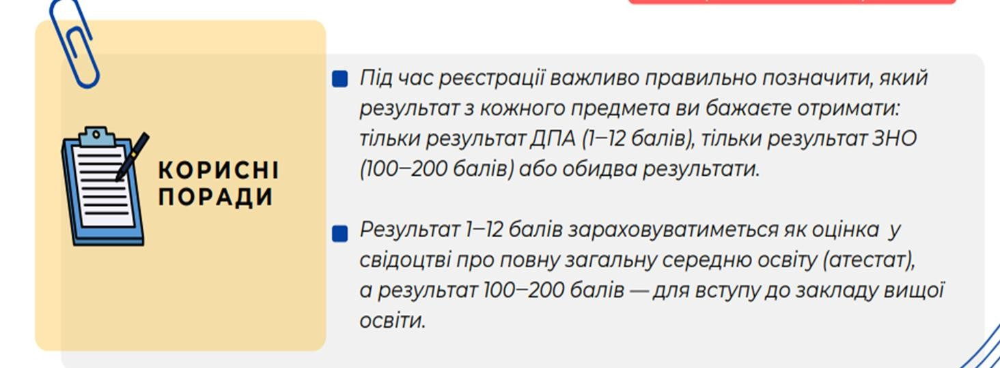 КОРИСНІ
ПОРАДИ
Під час реєстрації важливо правильно позначити, який
результат з кожного предмета ви бажаєте отримати:
тільки результат ДПА (1–12 балів), тільки результат ЗНО
(100–200 балів) або обидва результати.
Результат 1–12 балів зараховуватиметься як оцінка  у
свідоцтві про повну загальну середню освіту (атестат),
а результат 100–200 балів — для вступу до закладу вищої
освіти.